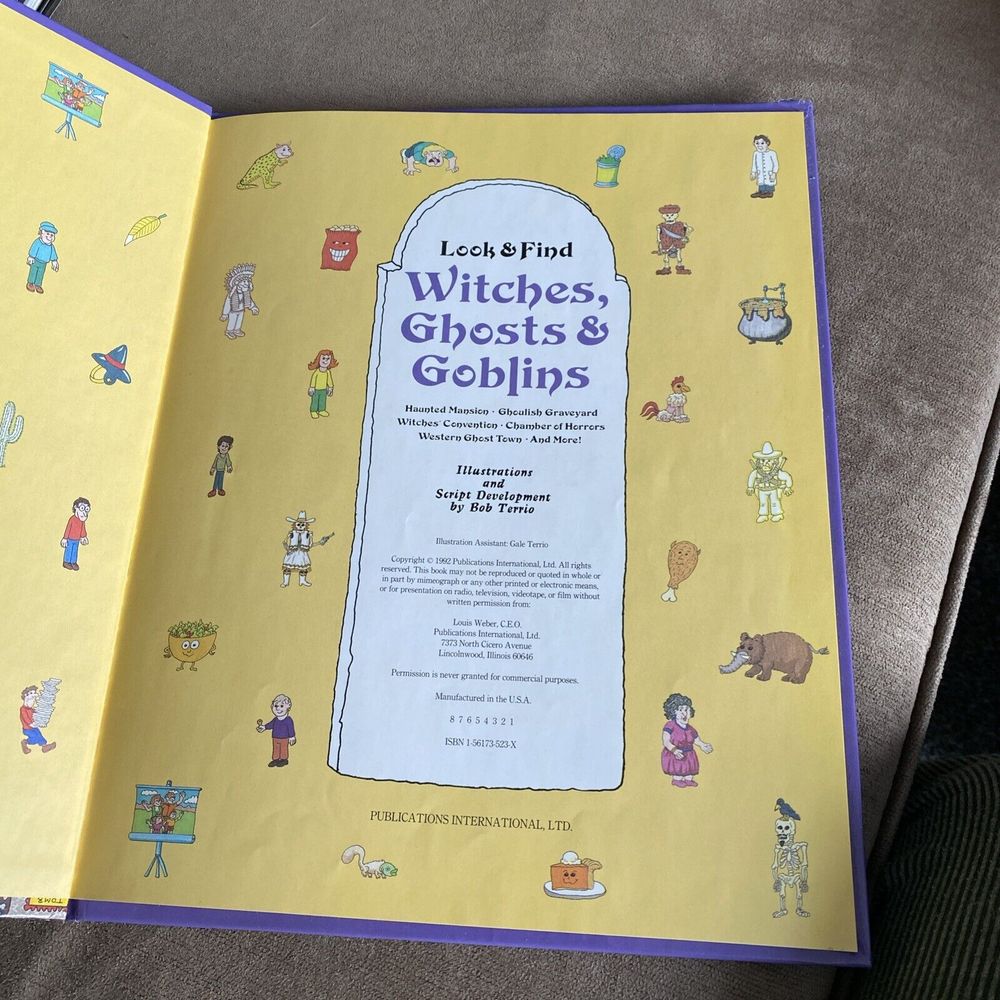 Look & Find
Witches,
Ghosts &
Goblins
Haunted Mansion · Ghoulish Graveyard
Witches' Convention · Chamber of Horrors
Western Ghost Town · And More!
Illustrations
and
Script Development
by Bob Terrio
Illustration Assistant: Gale Terrio
Copyright © 1992 Publications International, Ltd. All rights
reserved. This book may not be reproduced or quoted in whole or
in part by mimeograph or any other printed or electronic means,
or for presentation on radio, television, videotape, or film without
written permission from:
Louis Weber, C.E.O.
Publications International, Ltd.
7373 North Cicero Avenue
Lincolnwood, Illinois 60646
Permission is never granted for commercial purposes.
Manufactured in the U.S.A.
8 7 6 5 4 3 2 1
ISBN 1-56173-523-X
PUBLICATIONS INTERNATIONAL, LTD.